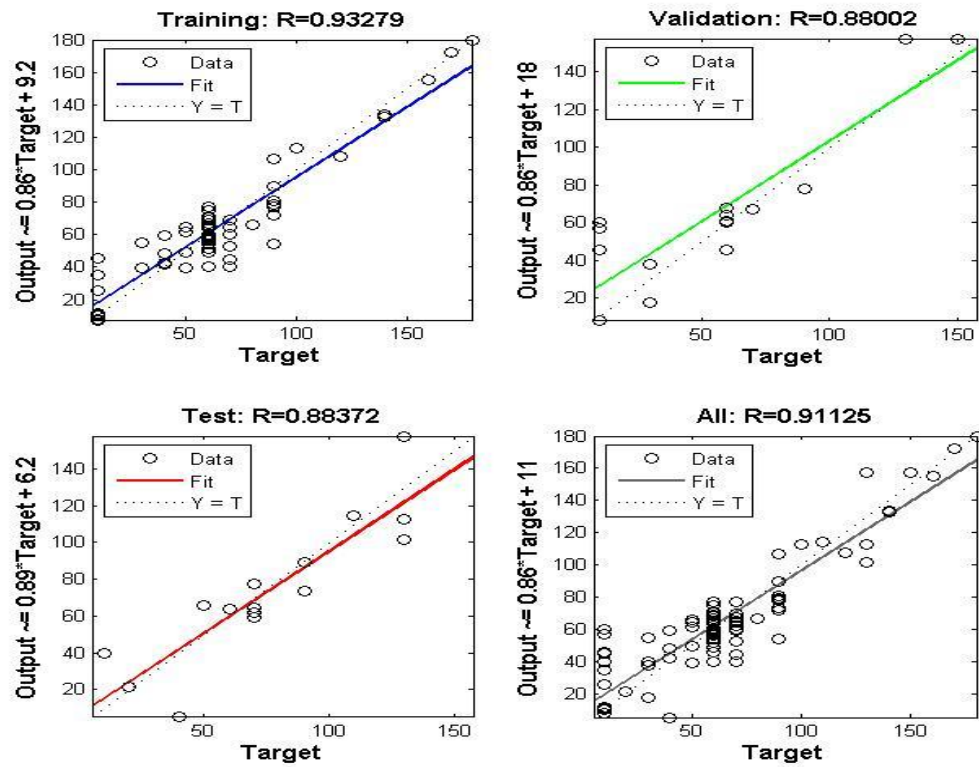 Training: R=0.93279
Output ~= 0.86*Target + 9.2
180
160
140
120
100
80
60
40
20
Data
Fit
Y = T
50
100
150
Target
Validation: R=0.88002
Output ~= 0.86*Target + 18
140
120
100
80
60
40
20
Data
Fit
Y = T
50
100
150
Target
Test: R=0.88372
Output ~= 0.89*Target + 6.2
140
120
100
80
60
40
20
Data
Fit
Y = T
50
100
150
Target
All: R=0.91125
Output ~= 0.86*Target + 11
180
160
140
120
100
80
60
40
20
Data
Fit
Y = T
50
100
150
Target